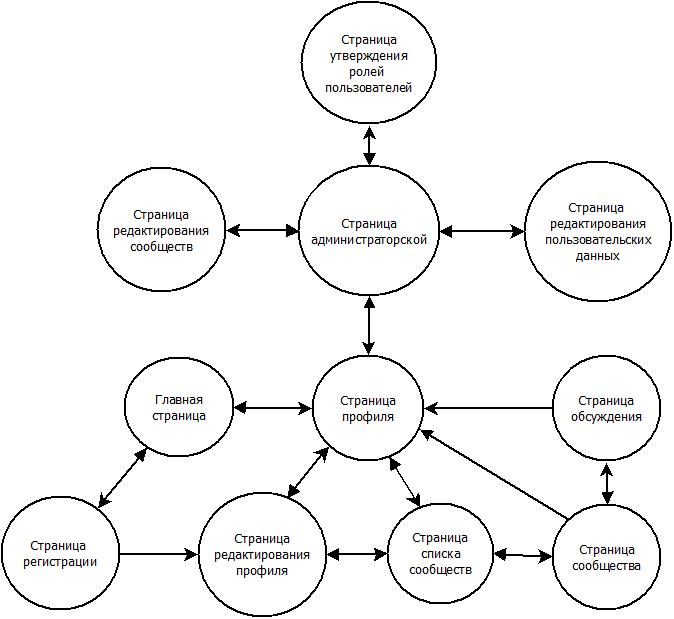 Страница
утверждения
ролей
пользователей
Страница
редактирования
сообществ
Страница
администраторской
Страница
редактирования
пользовательских
данных
Главная
страница
Страница
профиля
Страница
обсуждения
Страница
регистрации
Страница
редактирования
профиля
Страница
списка
сообществ
Страница
сообщества